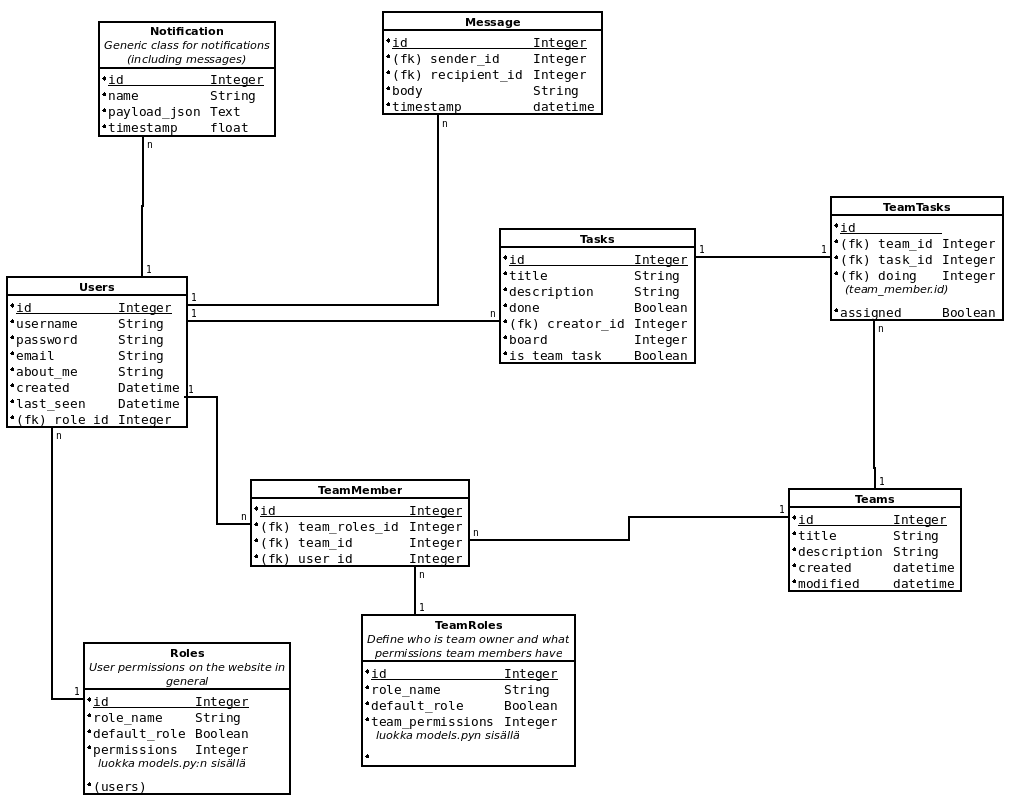 Notification
Generic class for notifications
(including messages)
id Integer
name String
payload_json Text
timestamp float
n
1
Message
id Integer
(fk) sender_id Integer
(fk) recipient_id Integer
body String
timestamp datetime
n
1
TeamTasks
id
(fk) team_id Integer
(fk) task_id Integer
(fk) doing Integer
(team_member.id)
assigned Boolean
n
1
Tasks
id Integer
title String
description String
done Boolean
(fk) creator_id Integer
board Integer
is team task Boolean
1
1
1
n
Users
id Integer
username String
password String
email String
about_me String
created Datetime
last_seen Datetime
(fk) role id Integer
1
n
n
1
TeamMember
id Integer
(fk) team_roles_id Integer
(fk) team_id Integer
(fk) user id Integer
n
1
n
1
Teams
id Integer
title String
description String
created datetime
modified datetime
TeamRoles
Define who is team owner and what
permissions team members have
id Integer
role_name String
default_role Boolean
team_permissions Integer
luokka models.pyn sisällä
Roles
User permissions on the website in
general
id Integer
role_name String
default_role Boolean
permissions Integer
luokka models.py:n sisällä
(users)